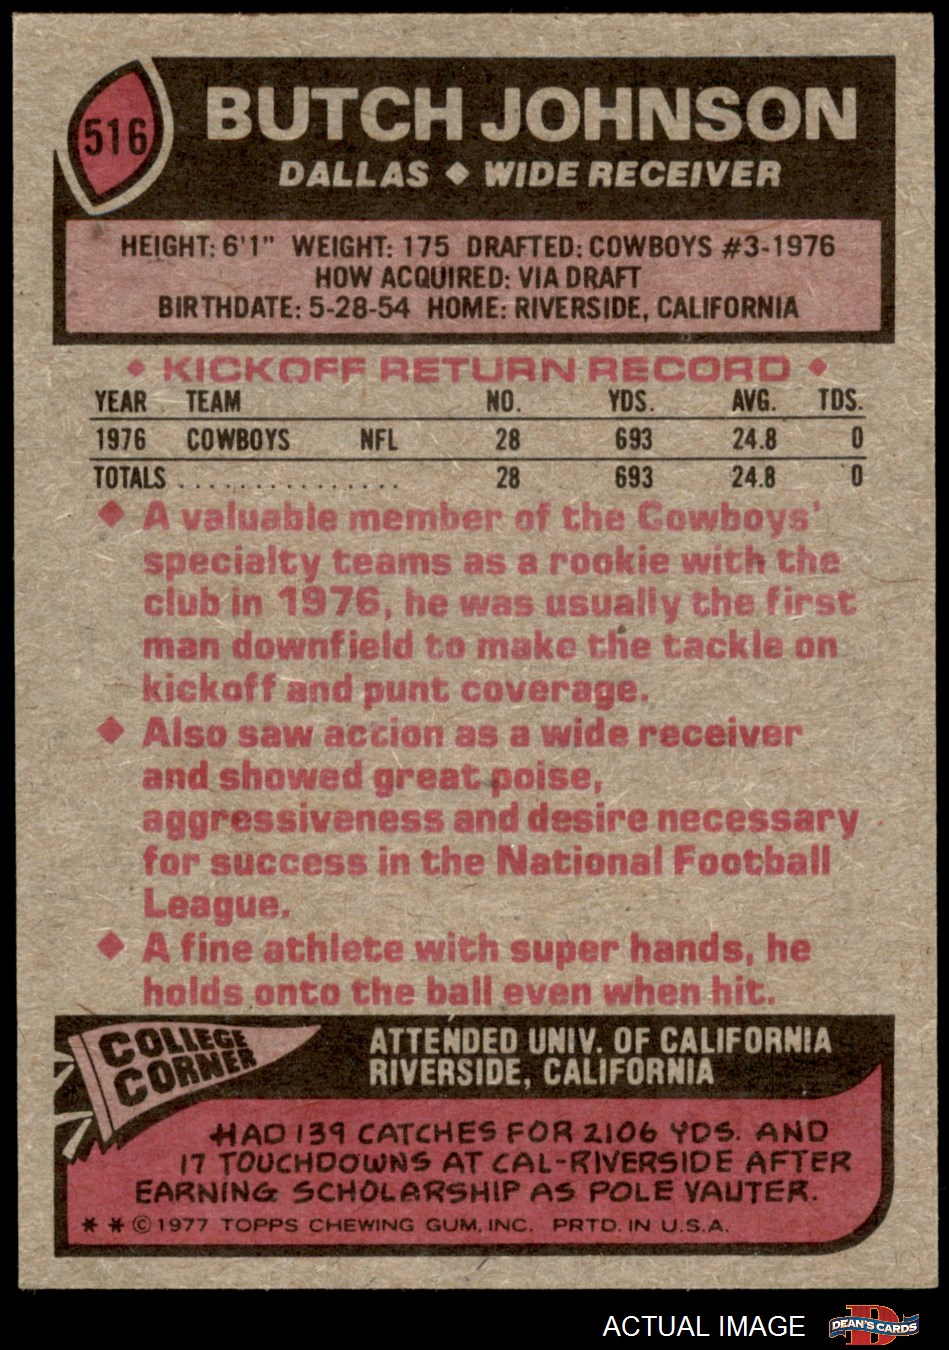 516
BUTCH JOHNSON
DALLAS ◆ WIDE RECEIVER
HEIGHT: 6'1" WEIGHT: 175 DRAFTED: COWBOYS #3-1976
HOW ACQUIRED: VIA DRAFT
BIRTHDATE: 5-28-54 HOME: RIVERSIDE, CALIFORNIA
◆ KICKOFF RETURN RECORD ◆
YEAR TEAM NO. YDS. AVG. TDS.
1976 COWBOYS NFL 28 693 24.8 0
TOTALS . . . . . . . . . . . . . . . 28 693 24.8 0
◆ A valuable member of the Cowboys'
specialty teams as a rookie with the
club in 1976, he was usually the first
man downfield to make the tackle on
kickoff and punt coverage.
◆ Also saw action as a wide receiver
and showed great poise,
aggressiveness and desire necessary
for success in the National Football
League.
◆ A fine athlete with super hands, he
holds onto the ball even when hit.
COLLEGE
CORNER
ATTENDED UNIV. OF CALIFORNIA
RIVERSIDE, CALIFORNIA
HAD 139 CATCHES FOR 2106 YDS. AND
17 TOUCHDOWNS AT CAL-RIVERSIDE AFTER
EARNING SCHOLARSHIP AS POLE VAUTER.
* * © 1977 TOPPS CHEWING GUM, INC. PRTD. IN U.S.A.
ACTUAL IMAGE
DEAN'S CARDS